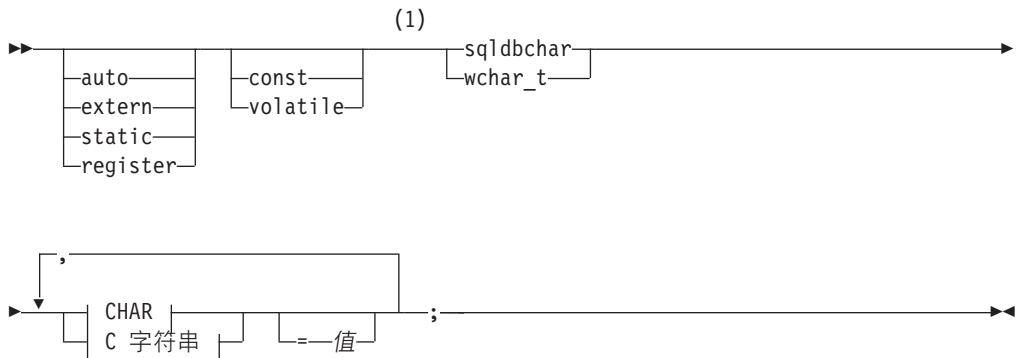 (1)
sqldbchar
auto const wchar_t
extern volatile
static
register
,
CHAR ;
C 字符串 =值